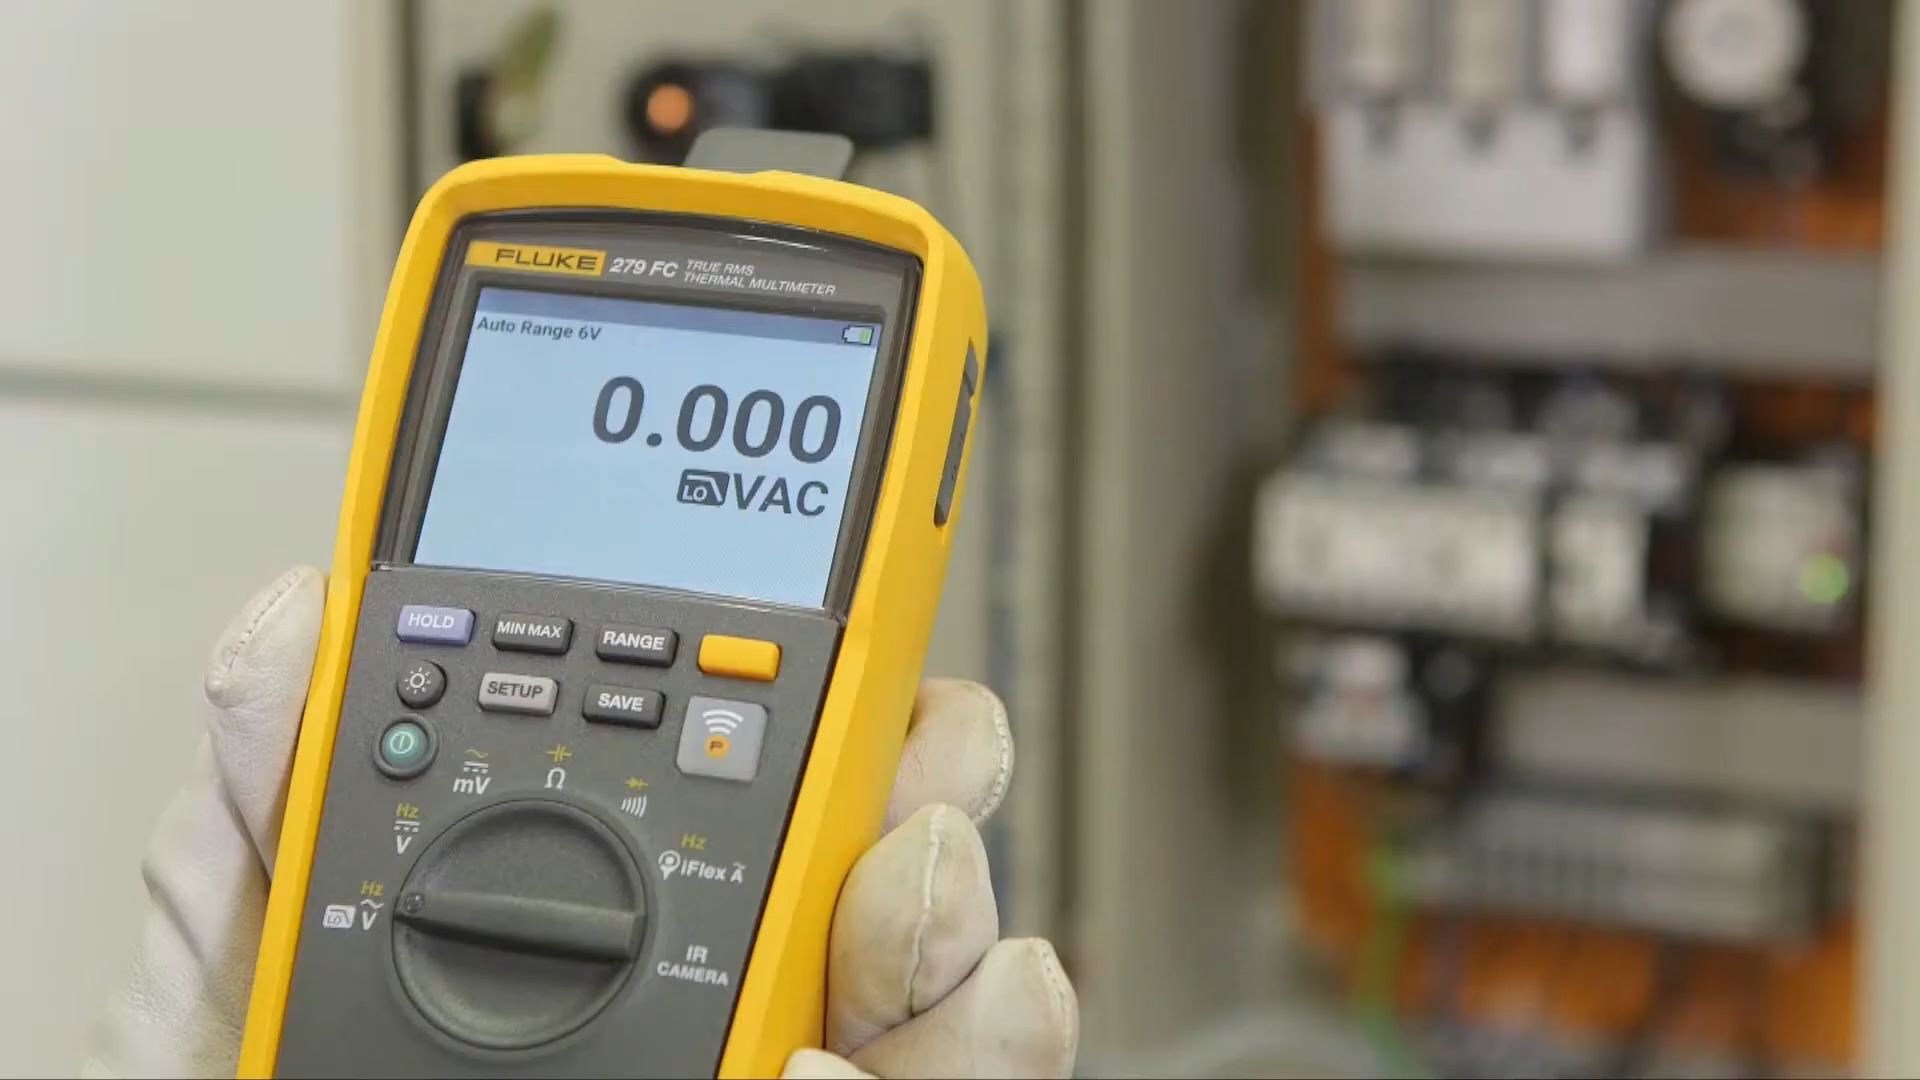 FLUKE 279 FC TRUE RMS
THERMAL MULTIMETER
Auto Range 6V
0.000
LO VAC
HOLD MIN MAX RANGE
SETUP SAVE
F
mV
Ω
Hz
V
Hz
iFlex A
Hz
LO V
IR
CAMERA